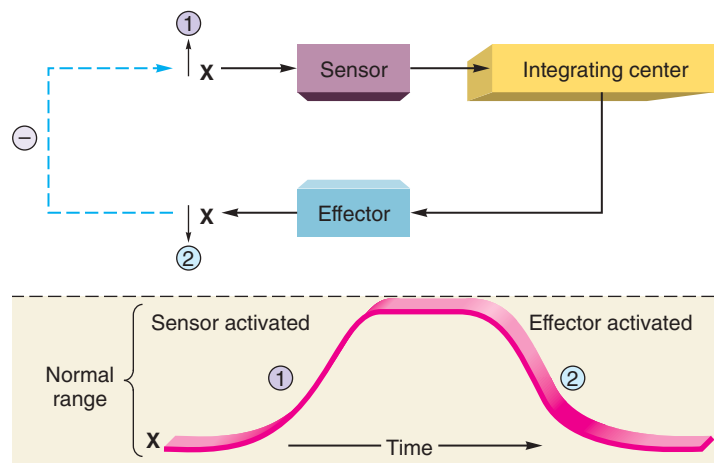 1
X
Sensor
Integrating center
−
X
Effector
2
Sensor activated
Effector activated
Normal
range
1
2
X
Time